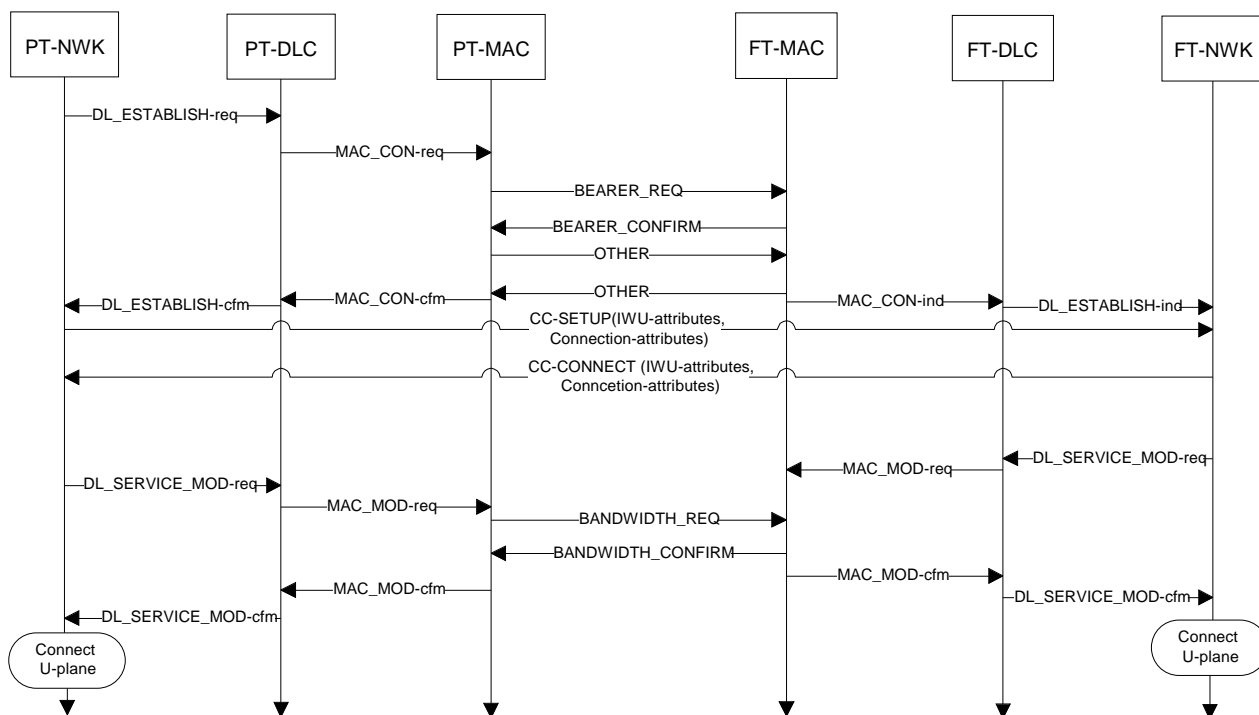 PT-NWK
PT-DLC
PT-MAC
FT-MAC
FT-DLC
FT-NWK
DL_ESTABLISH-req
MAC_CON-req
BEARER_REQ
BEARER_CONFIRM
OTHER
DL_ESTABLISH-cfm
MAC_CON-cfm
OTHER
MAC_CON-ind
DL_ESTABLISH-ind
CC-SETUP(IWU-attributes,
Connection-attributes)
CC-CONNECT (IWU-attributes,
Conncetion-attributes)
DL_SERVICE_MOD-req
MAC_MOD-req
DL_SERVICE_MOD-req
MAC_MOD-req
BANDWIDTH_REQ
BANDWIDTH_CONFIRM
MAC_MOD-cfm
MAC_MOD-cfm
DL_SERVICE_MOD-cfm
DL_SERVICE_MOD-cfm
Connect
U-plane
Connect
U-plane